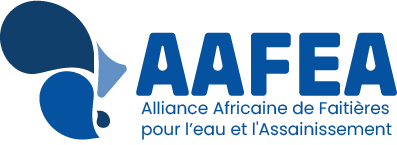 AAFEA
Alliance Africaine de Faitières
pour l’eau et l'Assainissement